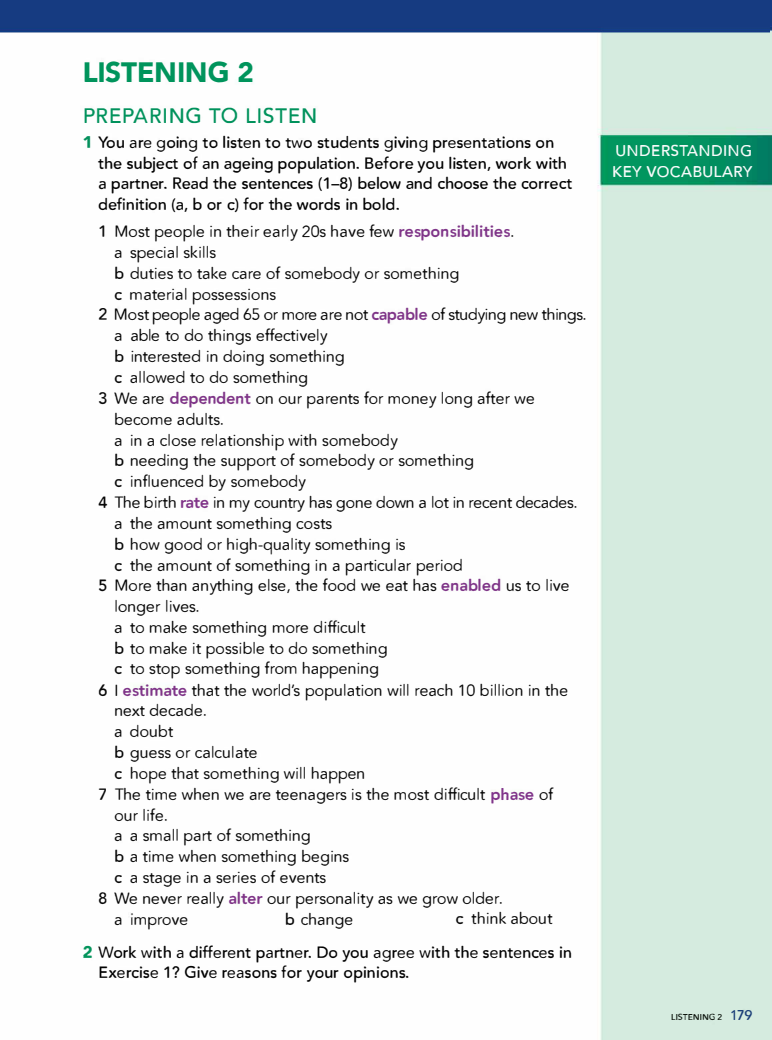 LISTENING 2
PREPARING TO LISTEN
1 You are going to listen to two students giving presentations on
the subject of an ageing population. Before you listen, work with
a partner. Read the sentences (1–8) below and choose the correct
definition (a, b or c) for the words in bold.
UNDERSTANDING
KEY VOCABULARY
1 Most people in their early 20s have few responsibilities.
a special skills
b duties to take care of somebody or something
c material possessions
2 Most people aged 65 or more are not capable of studying new things.
a able to do things effectively
b interested in doing something
c allowed to do something
3 We are dependent on our parents for money long after we
become adults.
a in a close relationship with somebody
b needing the support of somebody or something
c influenced by somebody
4 The birth rate in my country has gone down a lot in recent decades.
a the amount something costs
b how good or high-quality something is
c the amount of something in a particular period
5 More than anything else, the food we eat has enabled us to live
longer lives.
a to make something more difficult
b to make it possible to do something
c to stop something from happening
6 I estimate that the world's population will reach 10 billion in the
next decade.
a doubt
b guess or calculate
c hope that something will happen
7 The time when we are teenagers is the most difficult phase of
our life.
a a small part of something
b a time when something begins
c a stage in a series of events
8 We never really alter our personality as we grow older.
a improve b change c think about
2 Work with a different partner. Do you agree with the sentences in
Exercise 1? Give reasons for your opinions.
LISTENING 2 179